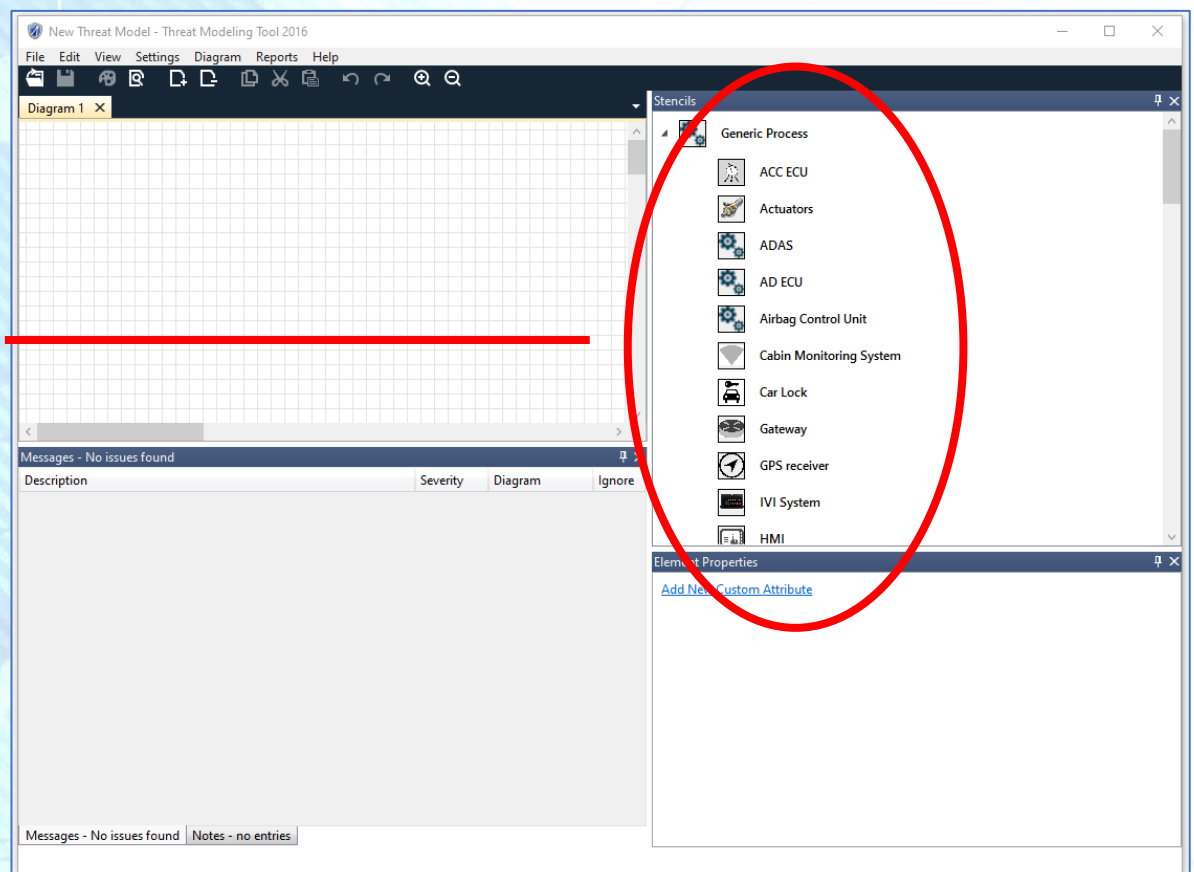 New Threat Model - Threat Modeling Tool 2016
File Edit View Settings Diagram Reports Help
Diagram 1
Stencils
Generic Process
ACC ECU
Actuators
ADAS
AD ECU
Airbag Control Unit
Cabin Monitoring System
Car Lock
Gateway
GPS receiver
IVI System
HMI
Messages - No issues found
Description Severity Diagram Ignore
Element Properties
Add New Custom Attribute
Messages - No issues found Notes - no entries